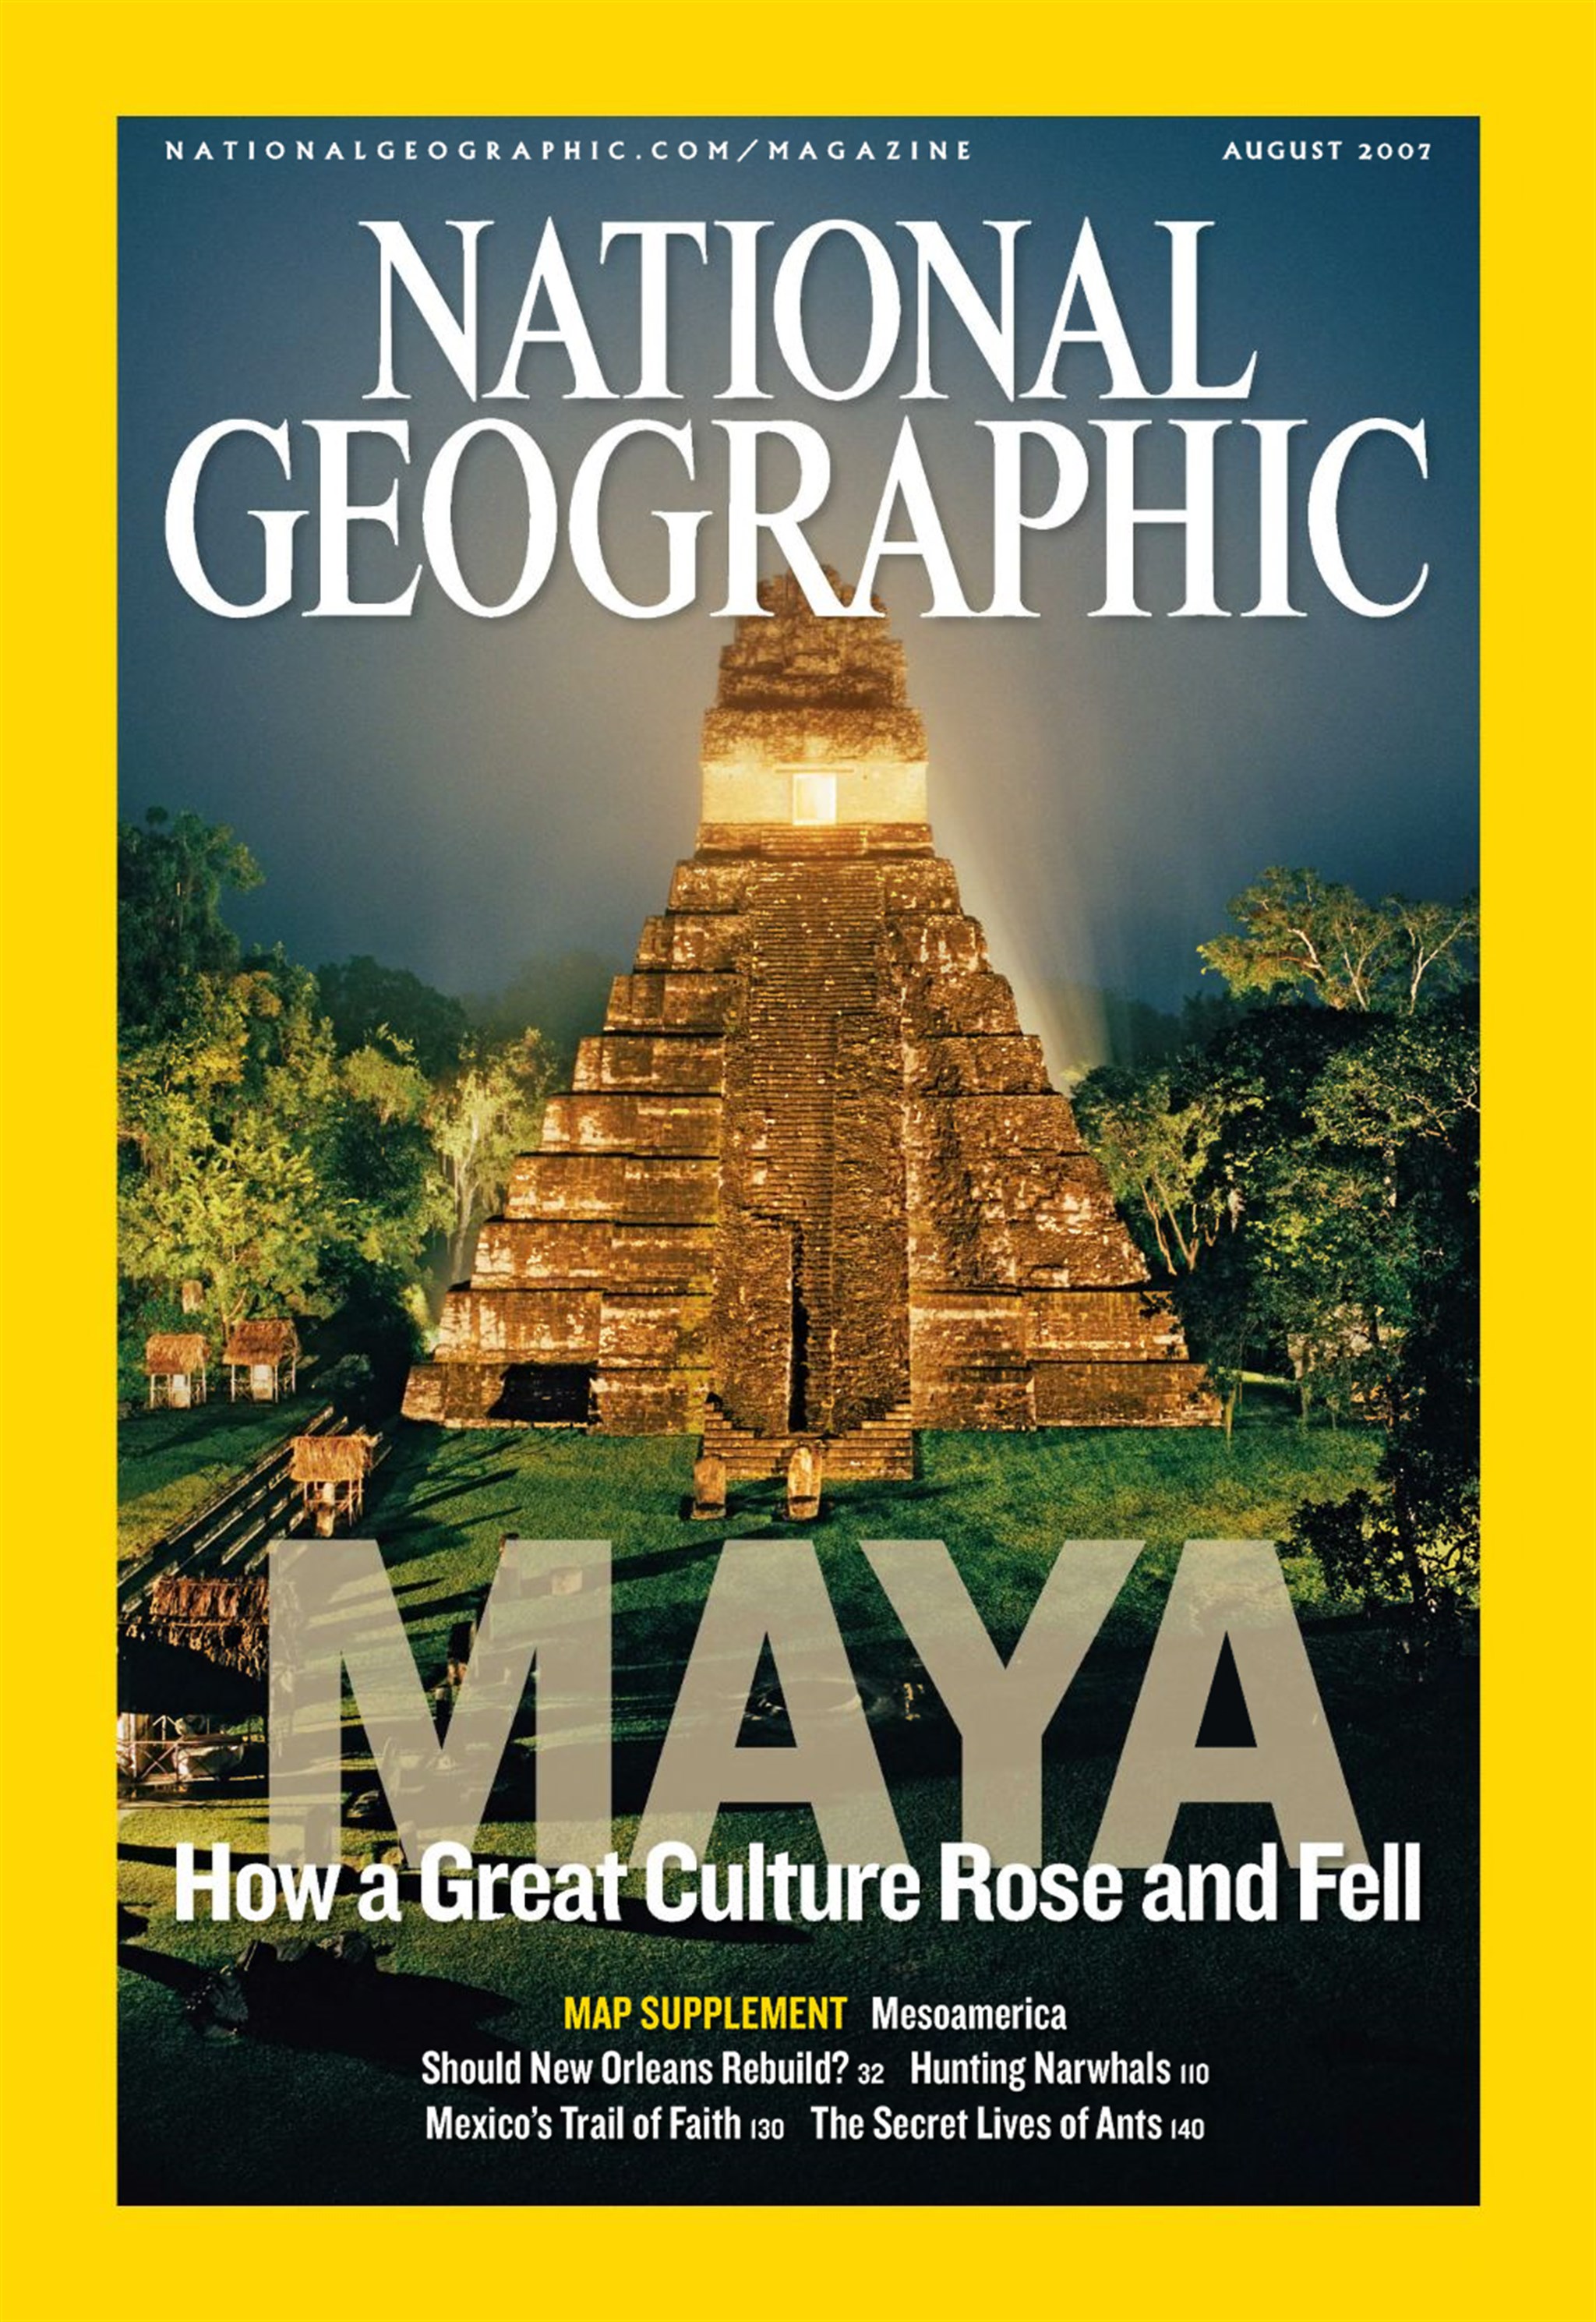 NATIONALGEOGRAPHIC.COM/MAGAZINE AUGUST 2007
NATIONAL
GEOGRAPHIC
MAYA
How a Great Culture Rose and Fell
MAP SUPPLEMENT Mesoamerica
Should New Orleans Rebuild? 32 Hunting Narwhals 110
Mexico's Trail of Faith 130 The Secret Lives of Ants 140